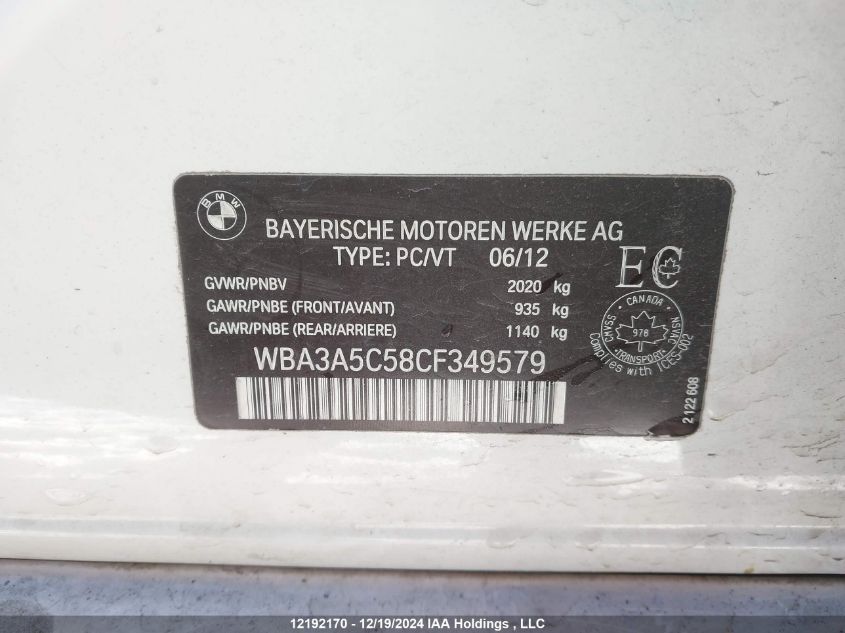 BMW
BAYERISCHE MOTOREN WERKE AG
TYPE: PC/VT 06/12
GVWR/PNBV 2020 kg
GAWR/PNBE (FRONT/AVANT) 935 kg
GAWR/PNBE (REAR/ARRIERE) 1140 kg
WBA3A5C58CF349579
EC
CANADA
CMVSS
NSVAC
978
TRANSPORT
Complies with ICES-002
2 122 608
12192170 - 12/19/2024 IAA Holdings, LLC